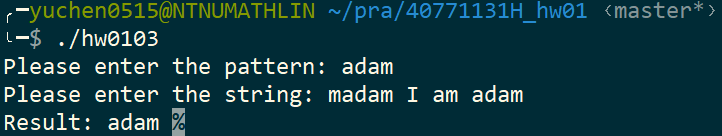 ╭─yuchen0515@NTNUMATHLIN ~/pra/40771131H_hw01 ‹master*›
╰─$ ./hw0103
Please enter the pattern: adam
Please enter the string: madam I am adam
Result: adam %